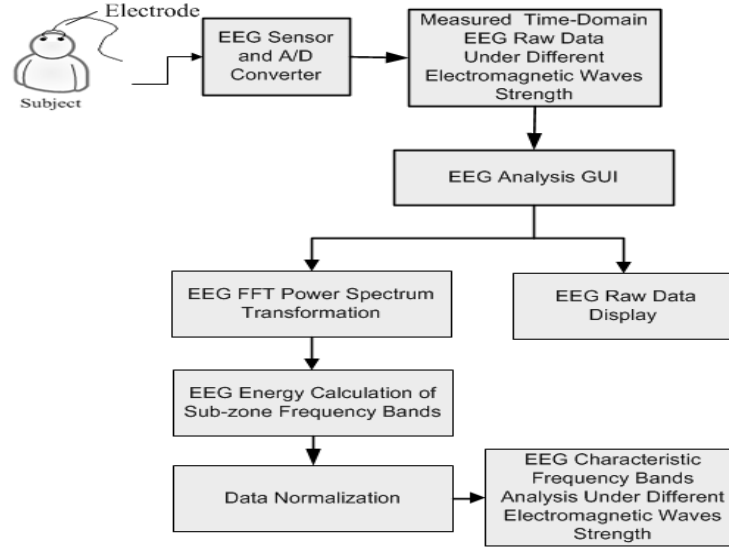 Electrode
Subject
EEG Sensor
and A/D
Converter
Measured Time-Domain
EEG Raw Data
Under Different
Electromagnetic Waves
Strength
EEG Analysis GUI
EEG FFT Power Spectrum
Transformation
EEG Raw Data
Display
EEG Energy Calculation of
Sub-zone Frequency Bands
Data Normalization
EEG Characteristic
Frequency Bands
Analysis Under Different
Electromagnetic Waves
Strength